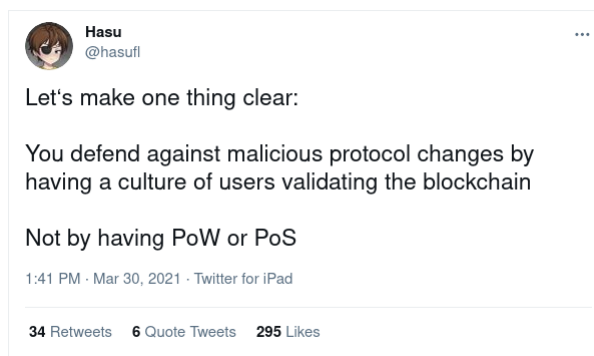 Hasu
@hasufl
Let‘s make one thing clear:
You defend against malicious protocol changes by
having a culture of users validating the blockchain
Not by having PoW or PoS
1:41 PM · Mar 30, 2021 · Twitter for iPad
34 Retweets 6 Quote Tweets 295 Likes